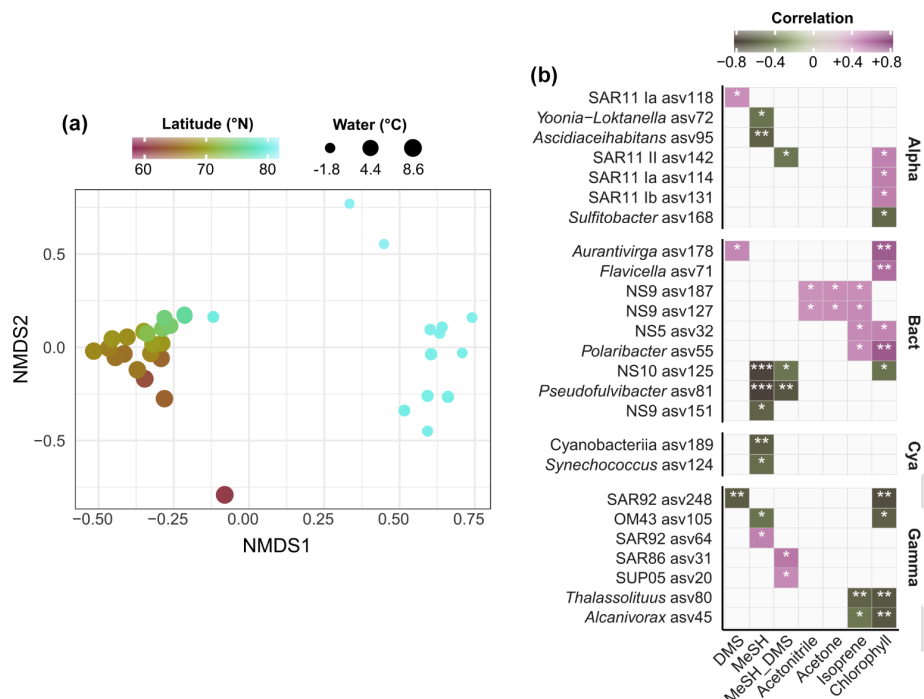 (a)
Latitude (°N)
60 70 80
Water (°C)
-1.8 4.4 8.6
NMDS2
0.5
0.0
−0.5
−0.50 −0.25 0.00 0.25 0.50 0.75
NMDS1
(b)
Correlation
−0.8 −0.4 0 +0.4 +0.8
SAR11 Ia asv118 *
Yoonia−Loktanella asv72 *
Ascidiaceihabitans asv95 **
SAR11 II asv142 * *
SAR11 Ia asv114 *
SAR11 Ib asv131 *
Sulfitobacter asv168 *
Alpha
Aurantivirga asv178 * **
Flavicella asv71 **
NS9 asv187 * * *
NS9 asv127 * * *
NS5 asv32 * *
Polaribacter asv55 * **
NS10 asv125 *** * *
Pseudofulvibacter asv81 *** **
NS9 asv151 *
Bact
Cyanobacteriia asv189 **
Synechococcus asv124 *
Cya
SAR92 asv248 ** **
OM43 asv105 * *
SAR92 asv64 *
SAR86 asv31 *
SUP05 asv20 *
Thalassolituus asv80 ** **
Alcanivorax asv45 * **
Gamma
DMS
MeSH
MeSH_DMS
Acetonitrile
Acetone
Isoprene
Chlorophyll